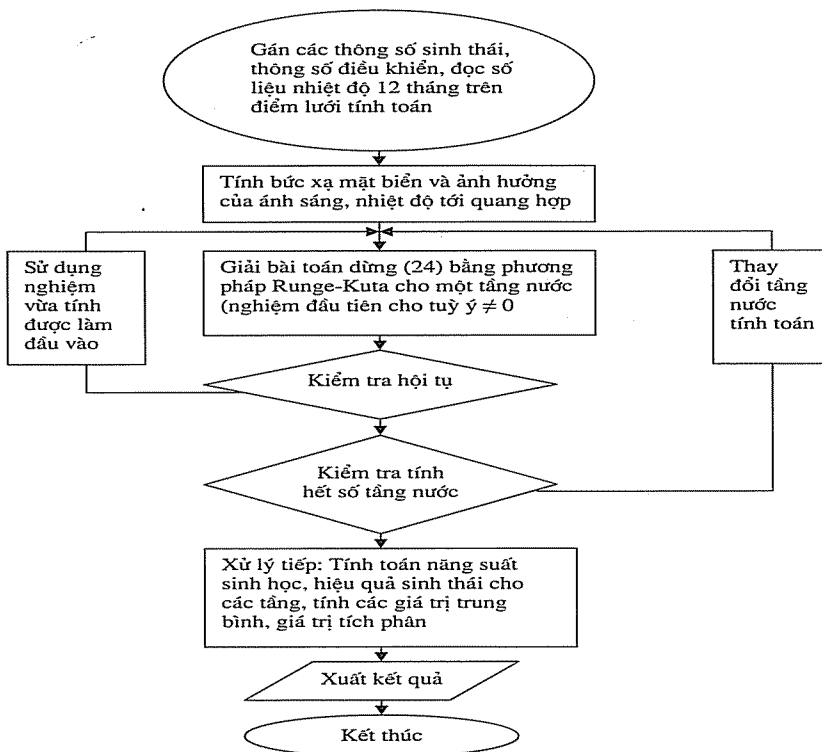 Gán các thông số sinh thái,
thông số điều khiển, đọc số
liệu nhiệt độ 12 tháng trên
điểm lưới tính toán
Tính bức xạ mặt biển và ảnh hưởng
của ánh sáng, nhiệt độ tới quang hợp
Sử dụng
nghiệm
vừa tính
được làm
đầu vào
Giải bài toán dừng (24) bằng phương
pháp Runge-Kuta cho một tầng nước
(nghiệm đầu tiên cho tuỳ ý ≠ 0
Thay
đổi tầng
nước
tính toán
Kiểm tra hội tụ
Kiểm tra tính
hết số tầng nước
Xử lý tiếp: Tính toán năng suất
sinh học, hiệu quả sinh thái cho
các tầng, tính các giá trị trung
bình, giá trị tích phân
Xuất kết quả
Kết thúc